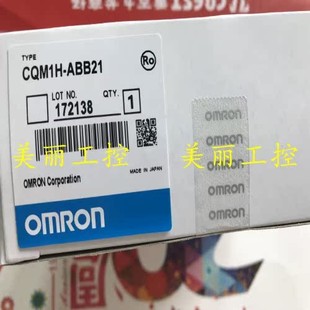 TYPE
Ro
CQM1H-ABB21
LOT NO.
QTY.
172138
1
美丽工控
美丽工控
OMRON Corporation
MADE IN JAPAN
OMRON
OMRON
OMRON
OMRON
OMRON
OMRON